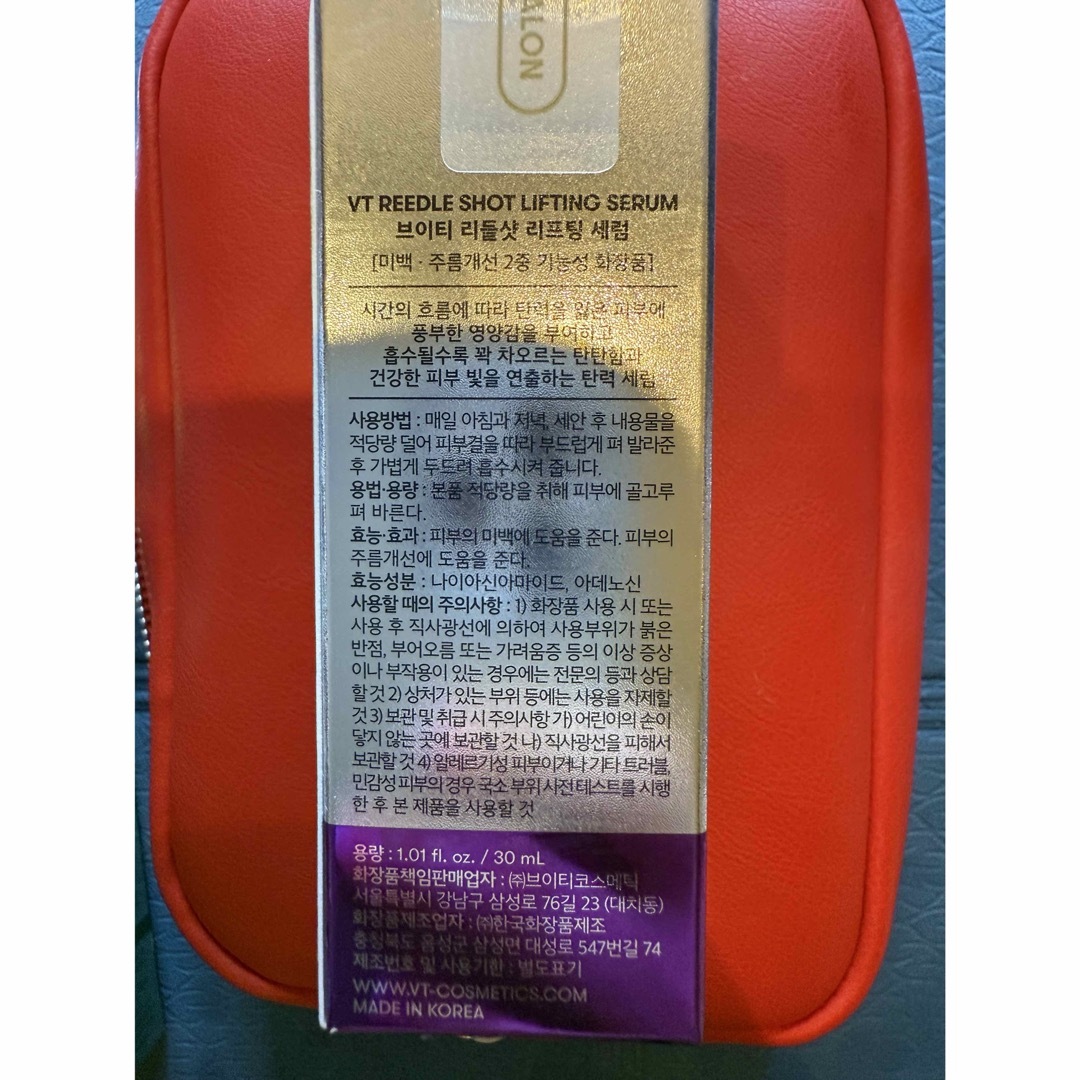 ALON
VT REEDLE SHOT LIFTING SERUM
브이티 리들샷 리프팅 세럼
[미백 · 주름개선 2중 기능성 화장품]
시간의 흐름에 따라 탄력을 잃은 피부에
풍부한 영양감을 부여하고
흡수될수록 꽉 차오르는 탄탄함과
건강한 피부 빛을 연출하는 탄력 세럼
사용방법 : 매일 아침과 저녁, 세안 후 내용물을
적당량 덜어 피부결을 따라 부드럽게 펴 발라준
후 가볍게 두드려 흡수시켜 줍니다.
용법·용량 : 본품 적당량을 취해 피부에 골고루
펴 바른다.
효능·효과 : 피부의 미백에 도움을 준다. 피부의
주름개선에 도움을 준다.
효능성분 : 나이아신아마이드, 아데노신
사용할 때의 주의사항 : 1) 화장품 사용 시 또는
사용 후 직사광선에 의하여 사용부위가 붉은
반점, 부어오름 또는 가려움증 등의 이상 증상
이나 부작용이 있는 경우에는 전문의 등과 상담
할 것 2) 상처가 있는 부위 등에는 사용을 자제할
것 3) 보관 및 취급 시 주의사항 가) 어린이의 손이
닿지 않는 곳에 보관할 것 나) 직사광선을 피해서
보관할 것 4) 알레르기성 피부이거나 기타 트러블,
민감성 피부의 경우 국소 부위 사전 테스트를 시행
한 후 본 제품을 사용할 것
용량 : 1.01 fl. oz. / 30 mL
화장품책임판매업자 : ㈜브이티코스메틱
서울특별시 강남구 삼성로 76길 23 (대치동)
화장품제조업자 : ㈜한국화장품제조
충청북도 음성군 삼성면 대성로 547번길 74
제조번호 및 사용기한 : 별도표기
WWW.VT-COSMETICS.COM
MADE IN KOREA